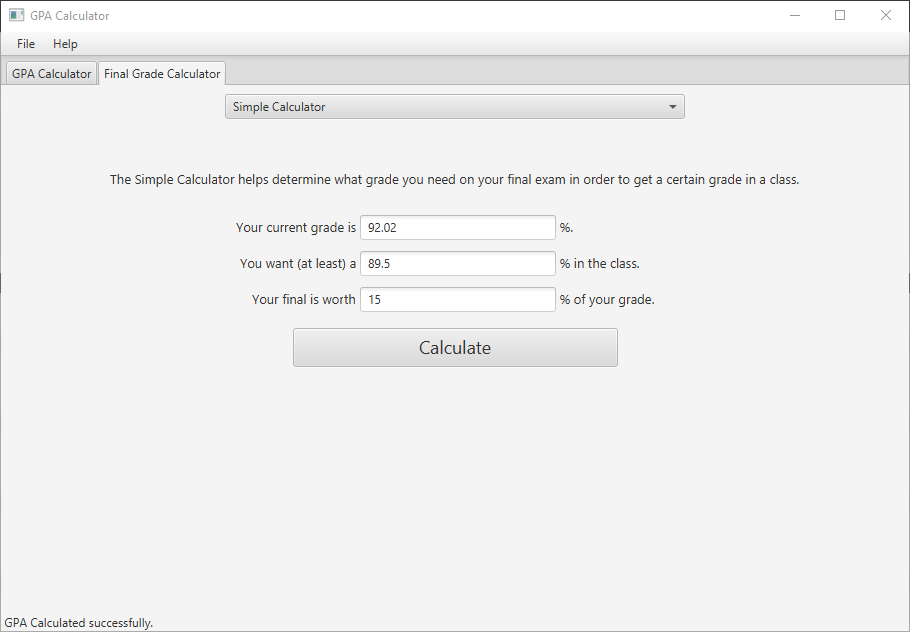 GPA Calculator
File Help
GPA Calculator Final Grade Calculator
Simple Calculator
The Simple Calculator helps determine what grade you need on your final exam in order to get a certain grade in a class.
Your current grade is 92.02 %.
You want (at least) a 89.5 % in the class.
Your final is worth 15 % of your grade.
Calculate
GPA Calculated successfully.